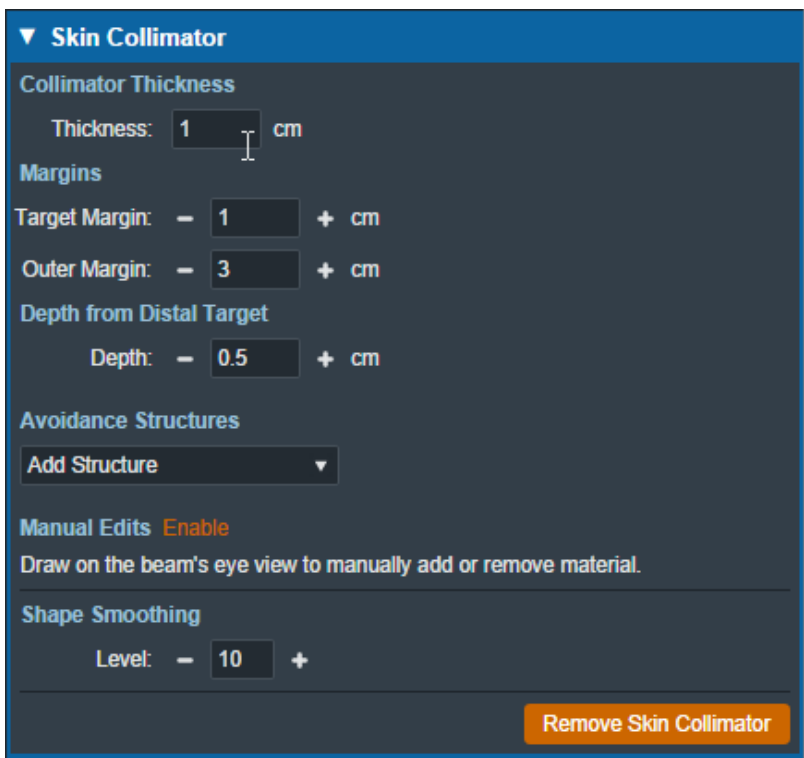 ▼ Skin Collimator
Collimator Thickness
Thickness: 1 cm
Margins
Target Margin: − 1 + cm
Outer Margin: − 3 + cm
Depth from Distal Target
Depth: − 0.5 + cm
Avoidance Structures
Add Structure ▼
Manual Edits Enable
Draw on the beam's eye view to manually add or remove material.
Shape Smoothing
Level: − 10 +
Remove Skin Collimator